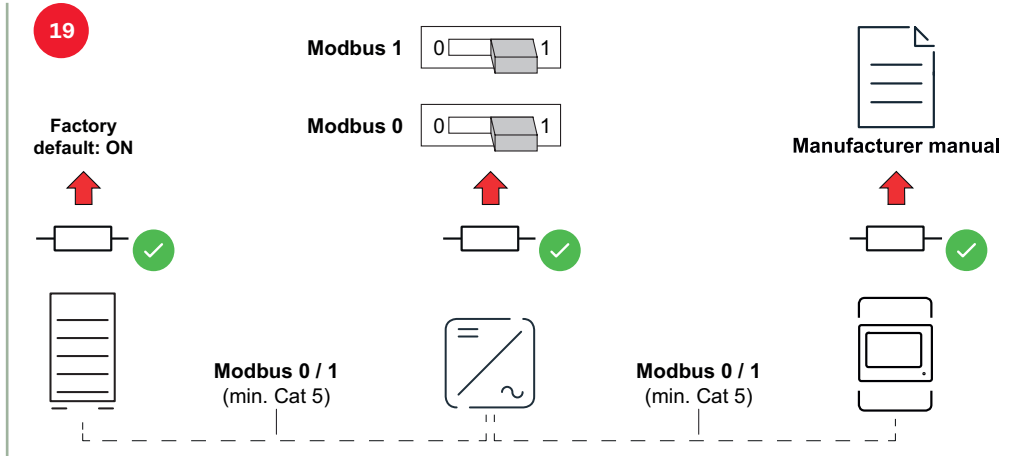 19
Modbus 1
0
1
Modbus 0
0
1
Factory
default: ON
Manufacturer manual
Modbus 0 / 1
(min. Cat 5)
Modbus 0 / 1
(min. Cat 5)